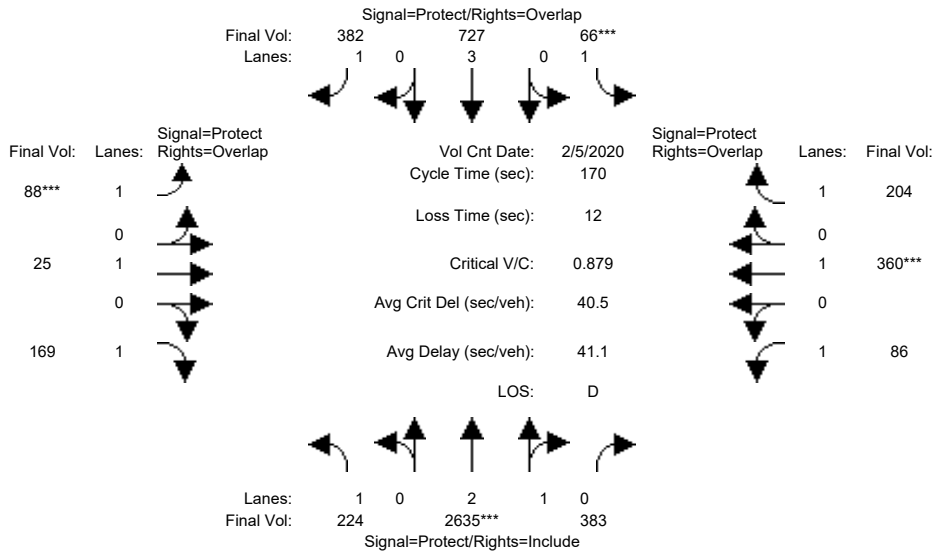 Signal=Protect/Rights=Overlap
Final Vol: 382 727 66***
Lanes: 1 0 3 0 1
Signal=Protect Signal=Protect
Final Vol: Lanes: Rights=Overlap Vol Cnt Date: 2/5/2020 Rights=Overlap Lanes: Final Vol:
Cycle Time (sec): 170
88*** 1 1 204
Loss Time (sec): 12
0 0
25 1 Critical V/C: 0.879 1 360***
0 Avg Crit Del (sec/veh): 40.5 0
169 1 Avg Delay (sec/veh): 41.1 1 86
LOS: D
Lanes: 1 0 2 1 0
Final Vol: 224 2635*** 383
Signal=Protect/Rights=Include